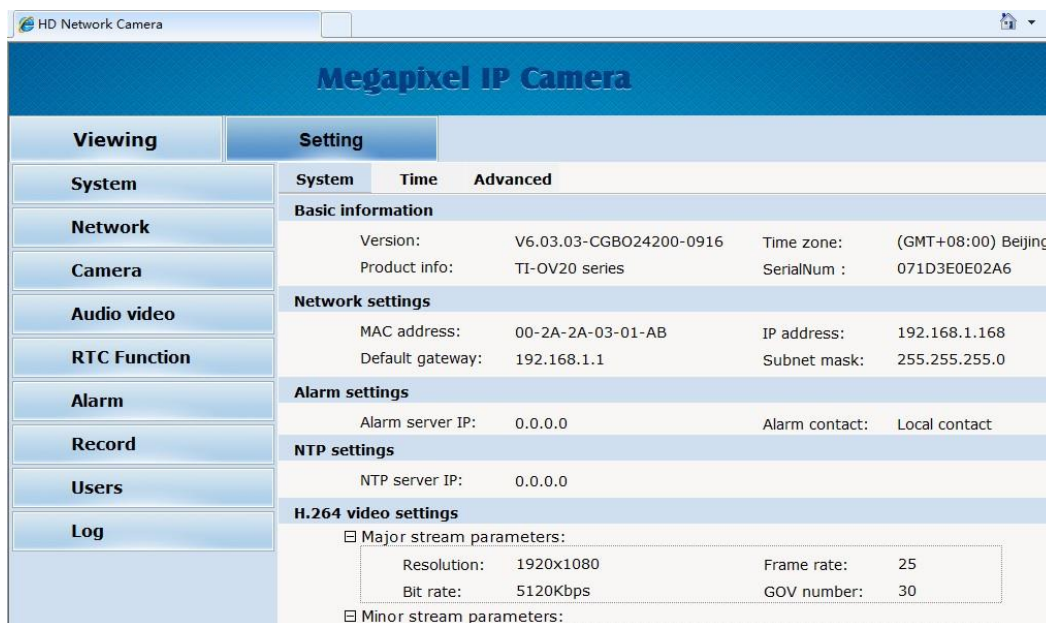 HD Network Camera
Megapixel IP Camera
Viewing
Setting
System
Network
Camera
Audio video
RTC Function
Alarm
Record
Users
Log
System Time Advanced
Basic information
Version: V6.03.03-CGBO24200-0916 Time zone: (GMT+08:00) Beijing
Product info: TI-OV20 series SerialNum : 071D3E0E02A6
Network settings
MAC address: 00-2A-2A-03-01-AB IP address: 192.168.1.168
Default gateway: 192.168.1.1 Subnet mask: 255.255.255.0
Alarm settings
Alarm server IP: 0.0.0.0 Alarm contact: Local contact
NTP settings
NTP server IP: 0.0.0.0
H.264 video settings
Major stream parameters:
Resolution: 1920x1080 Frame rate: 25
Bit rate: 5120Kbps GOV number: 30
Minor stream parameters: